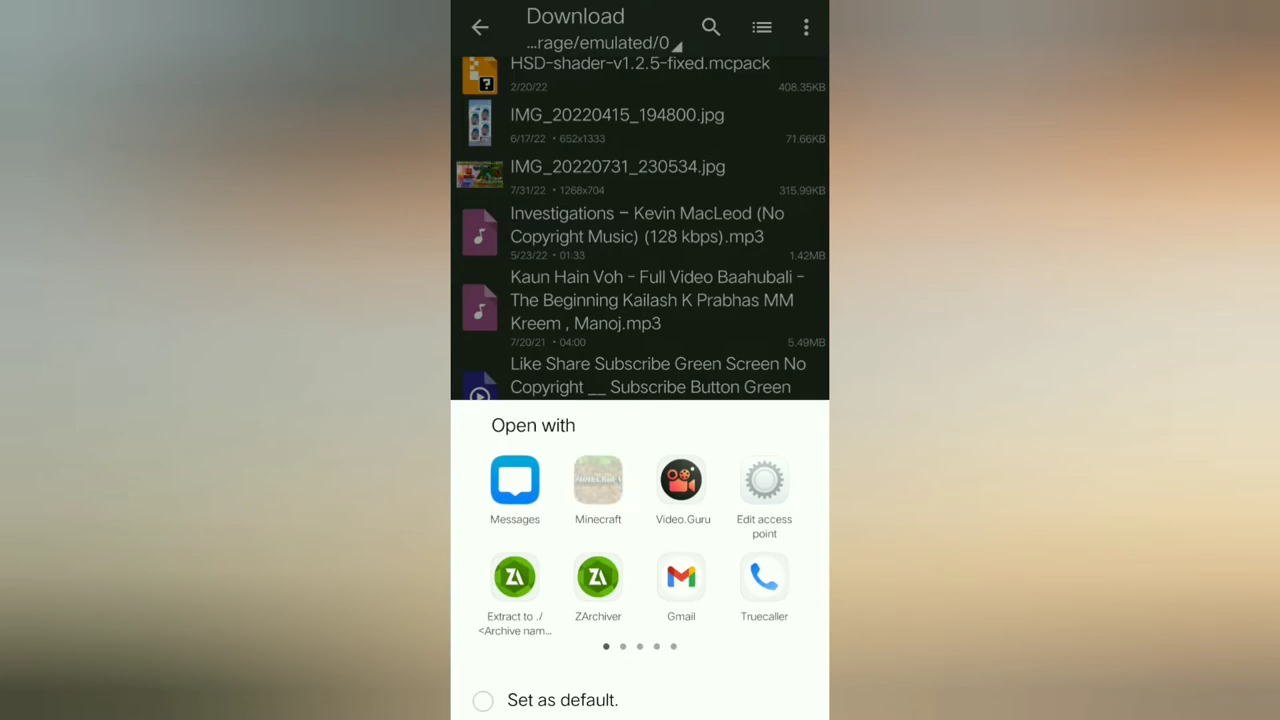 Download
...rage/emulated/0
HSD-shader-v1.2.5-fixed.mcpack
2/20/22 408.35KB
IMG_20220415_194800.jpg
6/17/22 • 652x1333 71.66KB
IMG_20220731_230534.jpg
7/31/22 • 1268x704 315.99KB
Investigations – Kevin MacLeod (No
Copyright Music) (128 kbps).mp3
5/23/22 • 01:33 1.42MB
Kaun Hain Voh - Full Video Baahubali -
The Beginning Kailash K Prabhas MM
Kreem , Manoj.mp3
7/20/21 • 04:00 5.49MB
Like Share Subscribe Green Screen No
Copyright __ Subscribe Button Green
Open with
MINECRAFT
Messages Minecraft Video.Guru Edit access
point
ZA ZA
Extract to ./ ZArchiver Gmail Truecaller
<Archive nam...
Set as default.